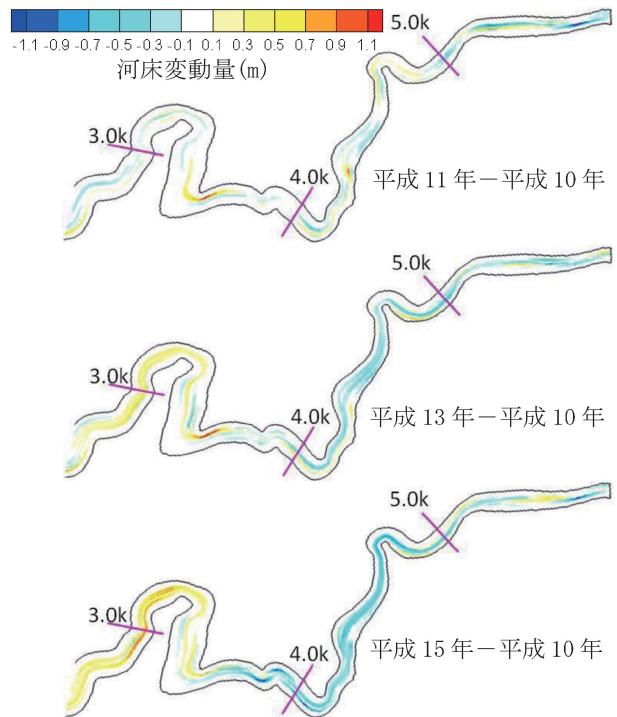 -1.1 -0.9 -0.7 -0.5 -0.3 -0.1 0.1 0.3 0.5 0.7 0.9 1.1
河床変動量(m)
5.0k
3.0k
4.0k
平成 11 年－平成 10 年
5.0k
3.0k
4.0k
平成 13 年－平成 10 年
5.0k
3.0k
4.0k
平成 15 年－平成 10 年